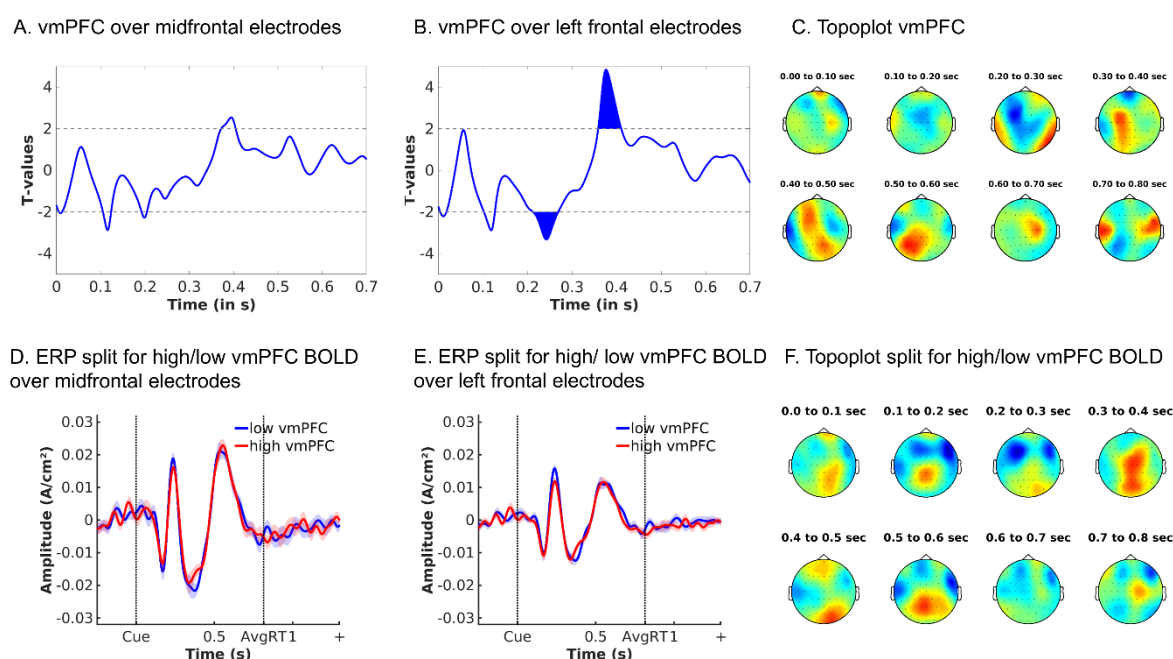 A. vmPFC over midfrontal electrodes
T-values
4
2
0
-2
-4
0 0.1 0.2 0.3 0.4 0.5 0.6 0.7
Time (in s)
B. vmPFC over left frontal electrodes
T-values
4
2
0
-2
-4
0 0.1 0.2 0.3 0.4 0.5 0.6 0.7
Time (in s)
C. Topoplot vmPFC
0.00 to 0.10 sec 0.10 to 0.20 sec 0.20 to 0.30 sec 0.30 to 0.40 sec
0.40 to 0.50 sec 0.50 to 0.60 sec 0.60 to 0.70 sec 0.70 to 0.80 sec
D. ERP split for high/low vmPFC BOLD
over midfrontal electrodes
low vmPFC
high vmPFC
Amplitude (A/cm²)
0.03
0.02
0.01
0
-0.01
-0.02
-0.03
Cue 0.5 AvgRT1 +
Time (s)
E. ERP split for high/ low vmPFC BOLD
over left frontal electrodes
low vmPFC
high vmPFC
Amplitude (A/cm²)
0.03
0.02
0.01
0
-0.01
-0.02
-0.03
Cue 0.5 AvgRT1 +
Time (s)
F. Topoplot split for high/low vmPFC BOLD
0.0 to 0.1 sec 0.1 to 0.2 sec 0.2 to 0.3 sec 0.3 to 0.4 sec
0.4 to 0.5 sec 0.5 to 0.6 sec 0.6 to 0.7 sec 0.7 to 0.8 sec